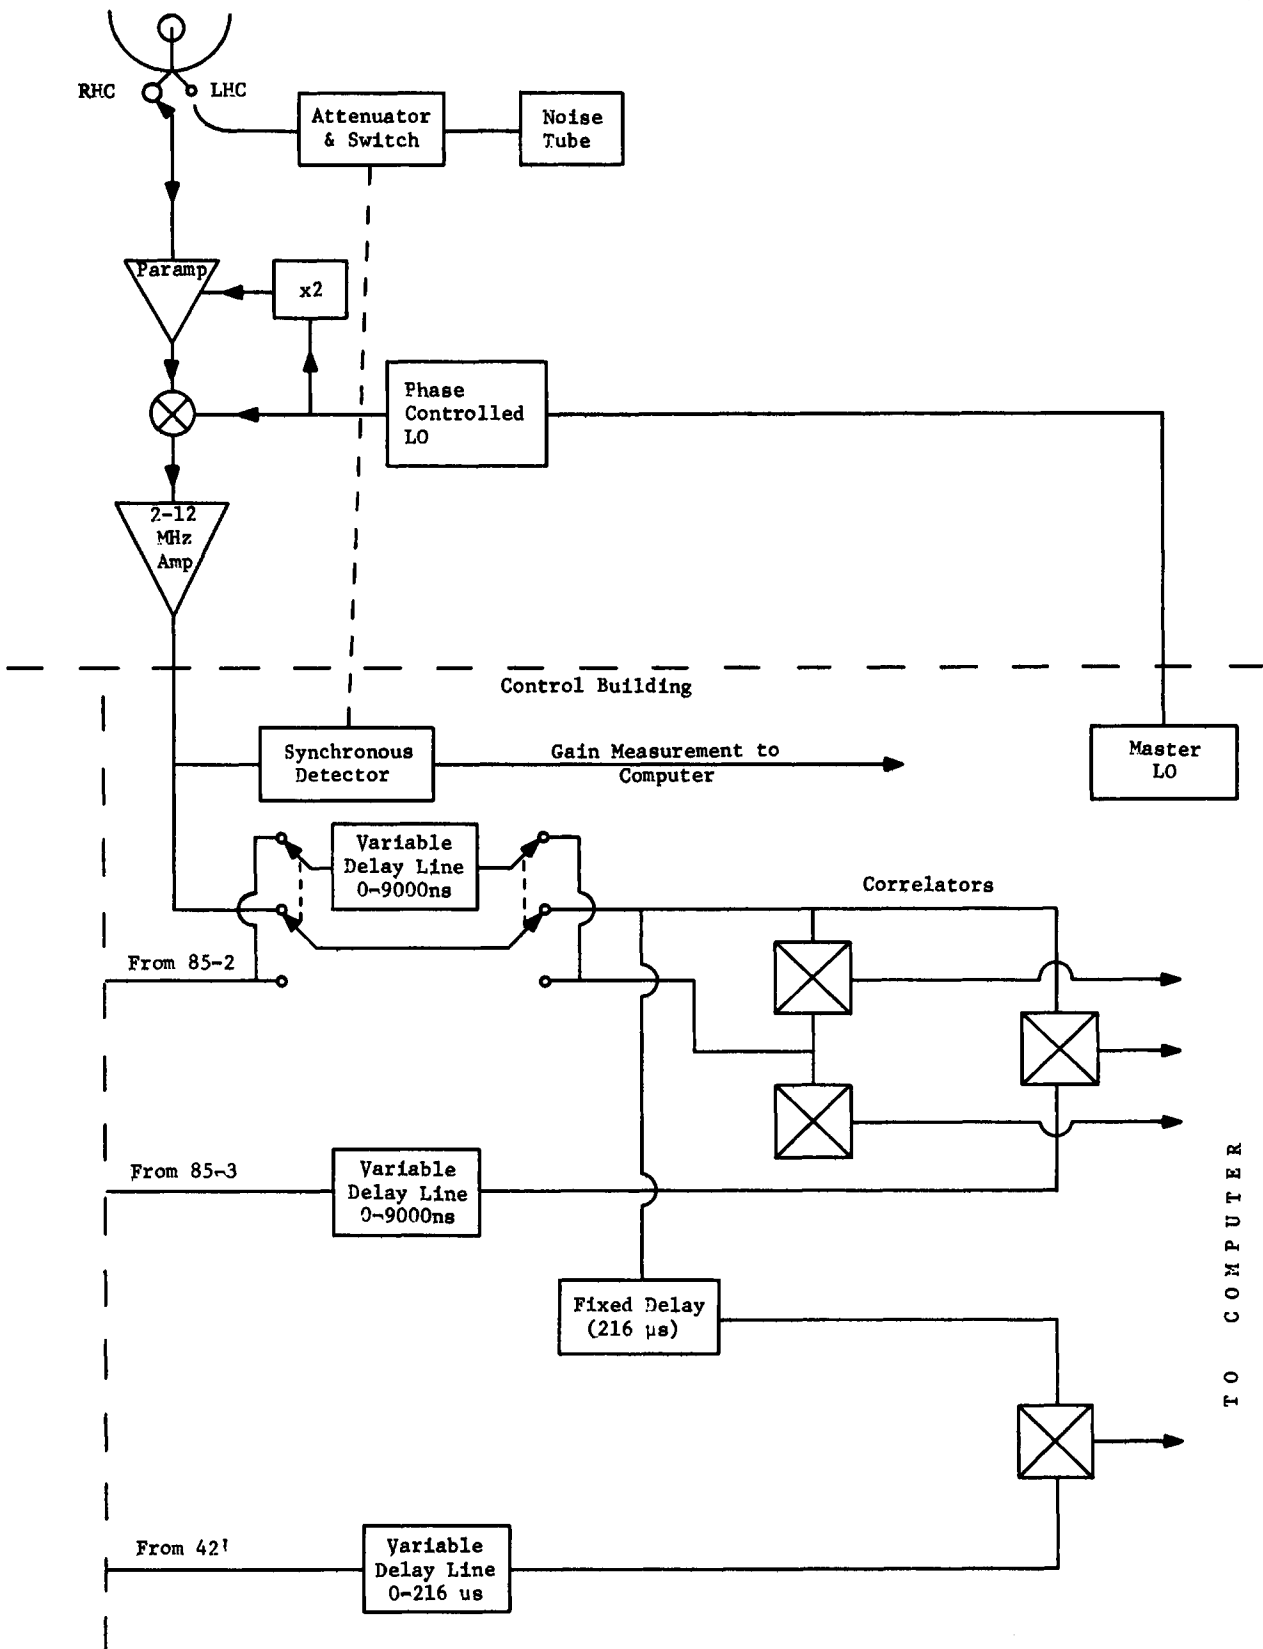 RHC
LHC
Attenuator
& Switch
Noise
Tube
Paramp
x2
Phase
Controlled
LO
2-12
MHz
Amp
Control Building
Synchronous
Detector
Gain Measurement to
Computer
Master
LO
Variable
Delay Line
0-9000ns
Correlators
From 85-2
From 85-3
Variable
Delay Line
0-9000ns
TO COMPUTER
Fixed Delay
(216 µs)
From 42'
Variable
Delay Line
0-216 us